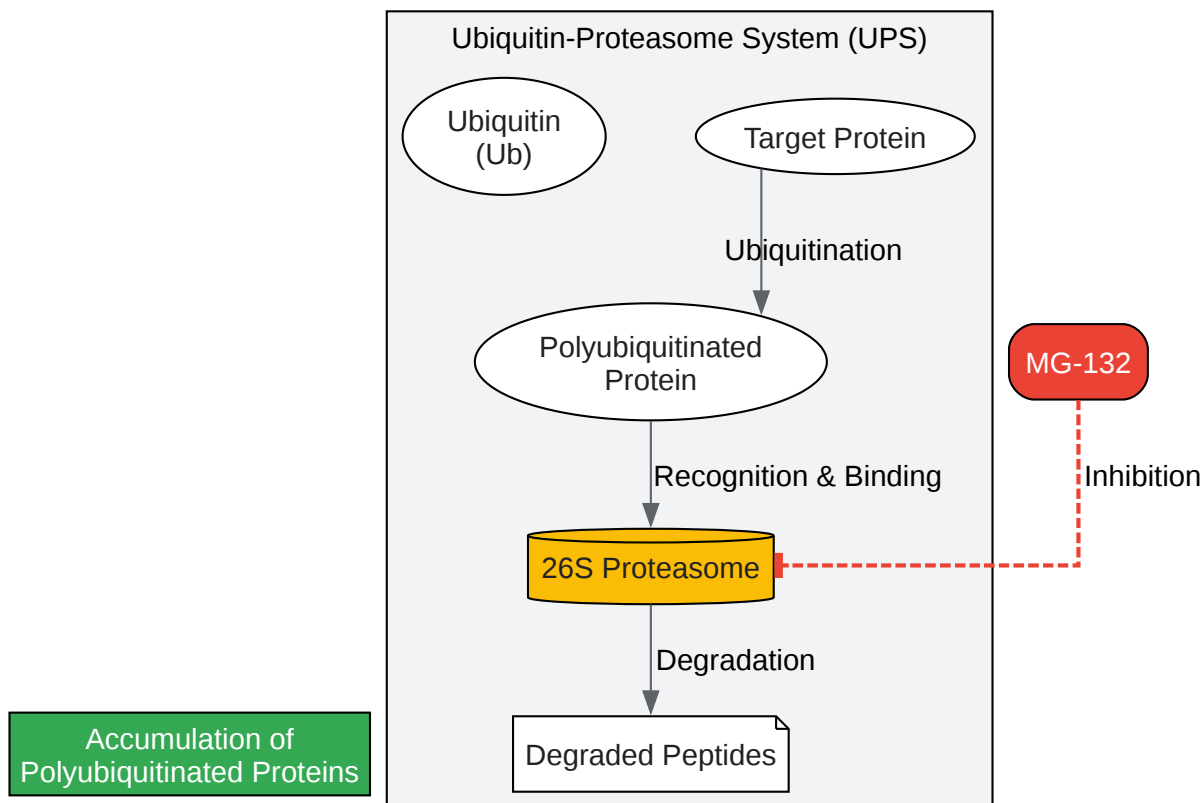 Ubiquitin-Proteasome System (UPS)
Ubiquitin
(Ub)
Target Protein
Ubiquitination
Polyubiquitinated
Protein
MG-132
Recognition & Binding
Inhibition
26S Proteasome
Degradation
Accumulation of
Polyubiquitinated Proteins
Degraded Peptides